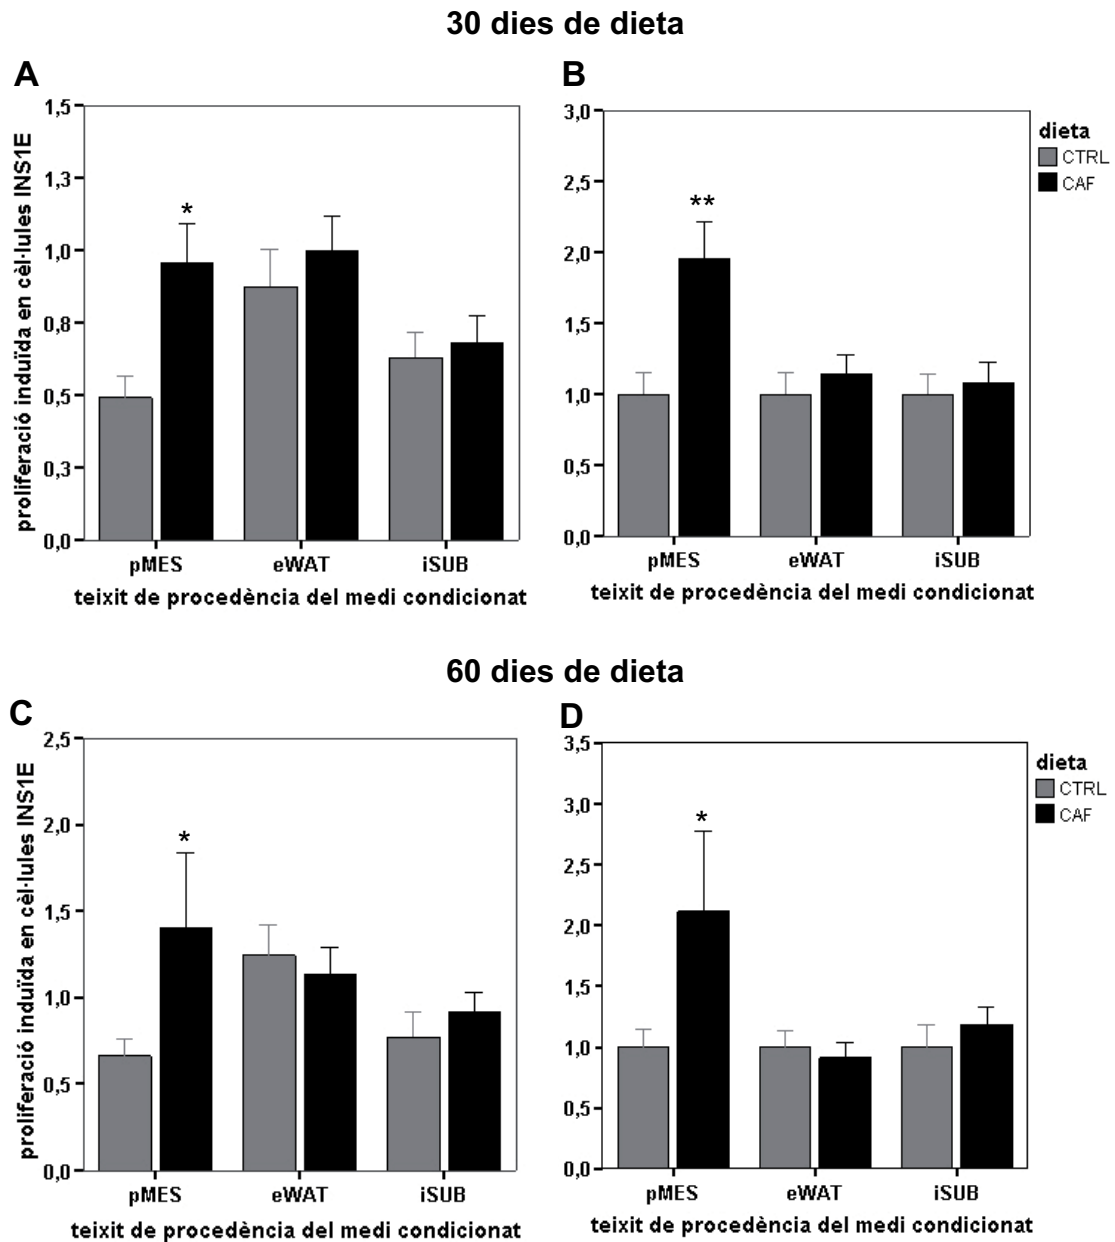 30 dies de dieta
A
B
1,5
1,3
1,0
0,8
0,5
0,3
0,0
proliferació induïda en cèl·lules INS1E
*
pMES
eWAT
iSUB
teixit de procedència del medi condicionat
3,0
2,5
2,0
1,5
1,0
0,5
0,0
**
pMES
eWAT
iSUB
teixit de procedència del medi condicionat
dieta
CTRL
CAF
60 dies de dieta
C
D
2,5
2,0
1,5
1,0
0,5
0,0
proliferació induïda en cèl·lules INS1E
*
pMES
eWAT
iSUB
teixit de procedència del medi condicionat
3,5
3,0
2,5
2,0
1,5
1,0
0,5
0,0
*
pMES
eWAT
iSUB
teixit de procedència del medi condicionat
dieta
CTRL
CAF